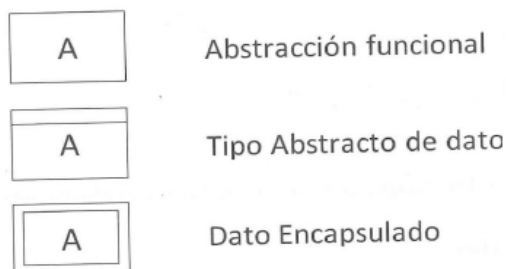 A Abstracción funcional
A Tipo Abstracto de dato
A Dato Encapsulado